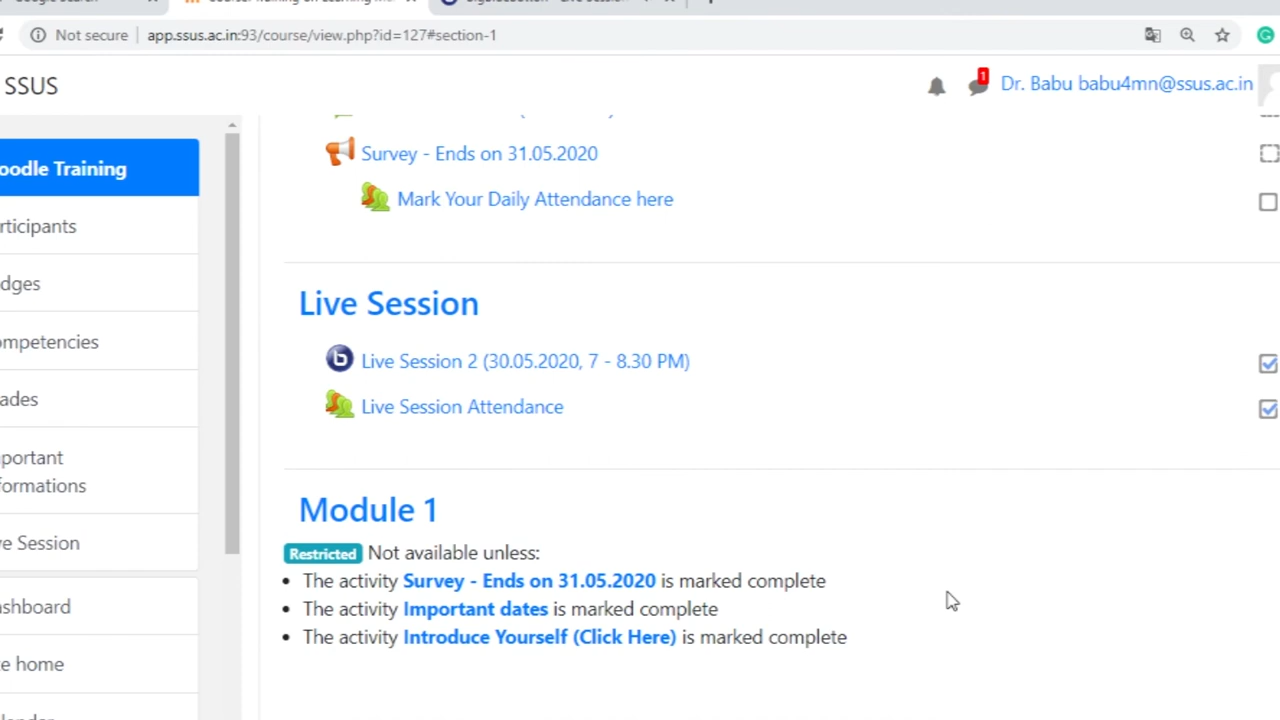 Not secure app.ssus.ac.in:93/course/view.php?id=127#section-1
SSUS
1
Dr. Babu babu4mn@ssus.ac.in
oodle Training
rticipants
dges
ompetencies
ades
portant
formations
ve Session
ashboard
te home
Survey - Ends on 31.05.2020
Mark Your Daily Attendance here
Live Session
b Live Session 2 (30.05.2020, 7 - 8.30 PM)
Live Session Attendance
Module 1
Restricted Not available unless:
• The activity Survey - Ends on 31.05.2020 is marked complete
• The activity Important dates is marked complete
• The activity Introduce Yourself (Click Here) is marked complete